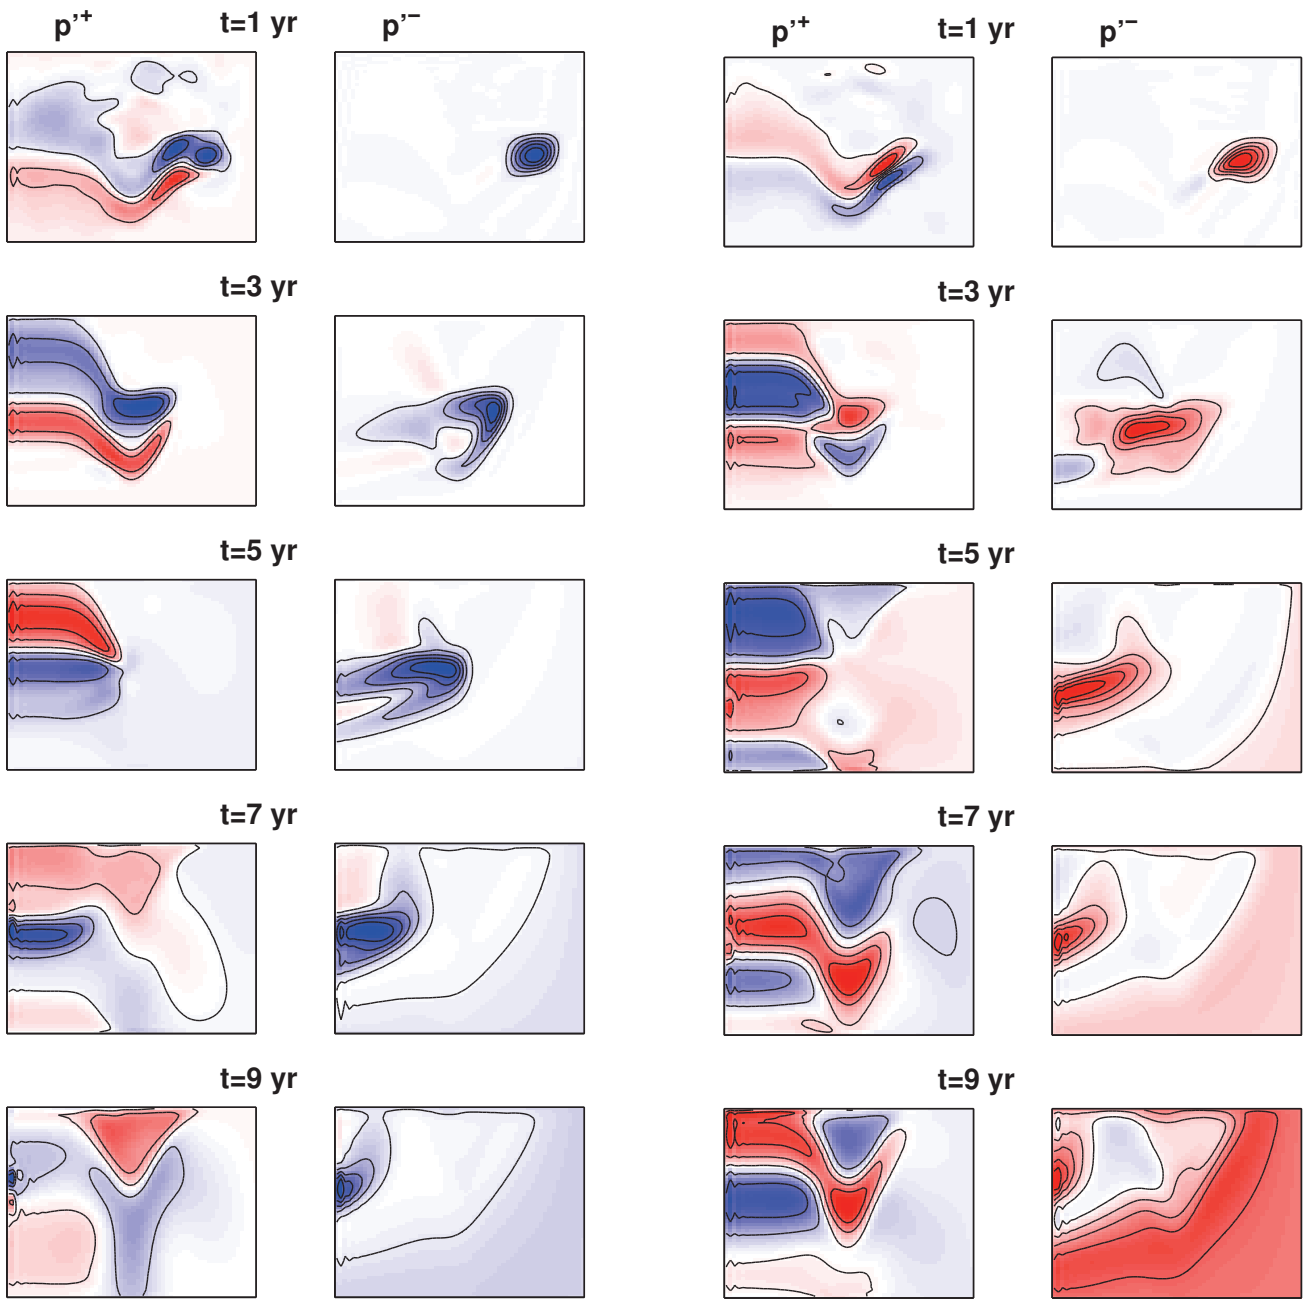 p’+ t=1 yr p’− p’+ t=1 yr p’−
t=3 yr t=3 yr
t=5 yr t=5 yr
t=7 yr t=7 yr
t=9 yr t=9 yr